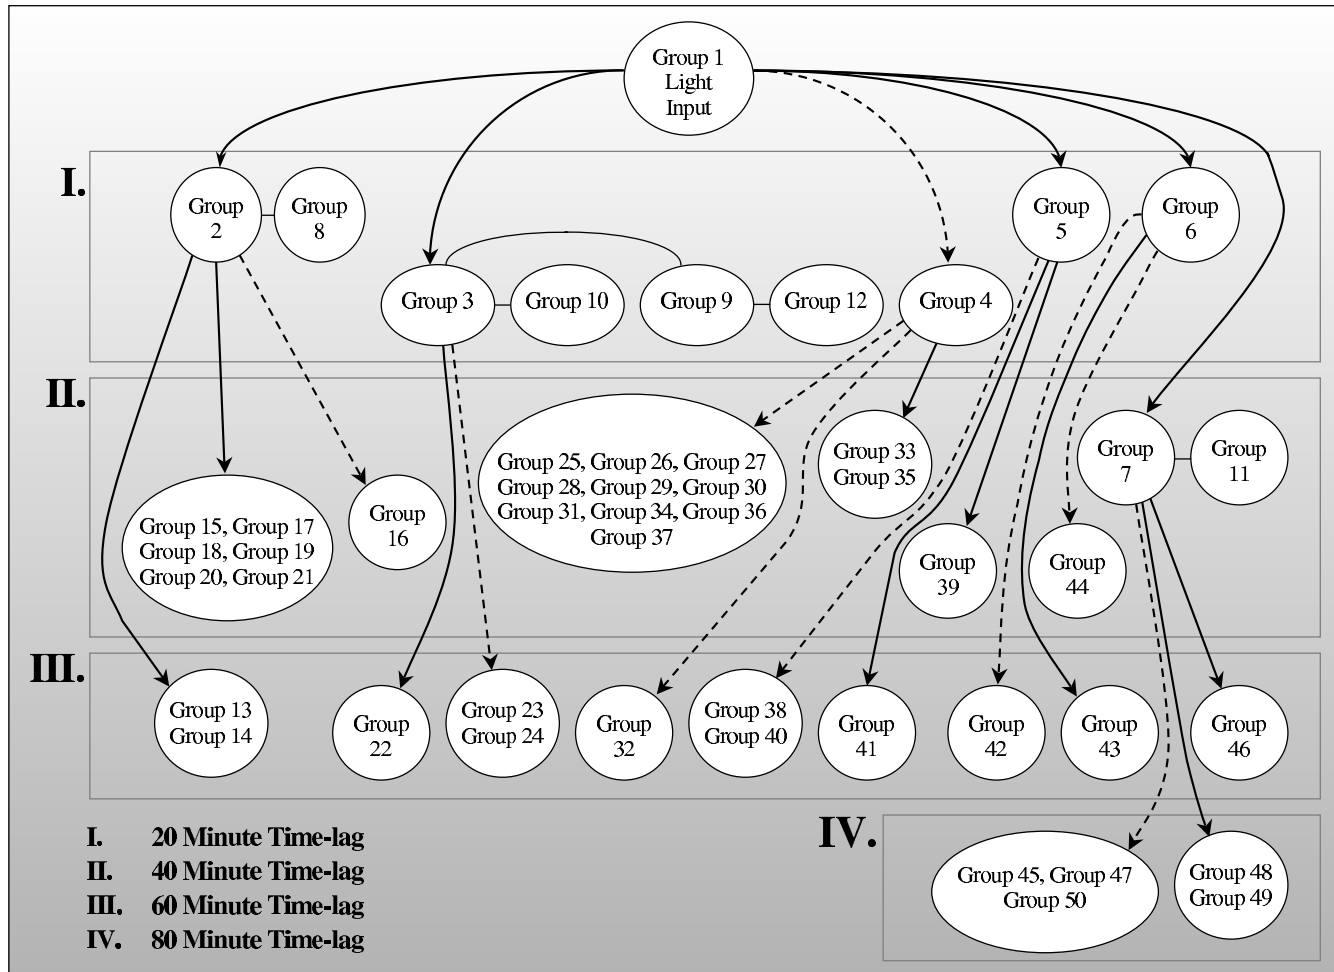 Group 1
Light
Input
I.
Group
2
Group
8
Group
5
Group
6
Group 3
Group 10
Group 9
Group 12
Group 4
II.
Group 25, Group 26, Group 27
Group 28, Group 29, Group 30
Group 31, Group 34, Group 36
Group 37
Group 33
Group 35
Group
7
Group
11
Group 15, Group 17
Group 18, Group 19
Group 20, Group 21
Group
16
Group
39
Group
44
III.
Group 13
Group 14
Group
22
Group 23
Group 24
Group
32
Group 38
Group 40
Group
41
Group
42
Group
43
Group
46
IV.
Group 45, Group 47
Group 50
Group 48
Group 49
I. 20 Minute Time-lag
II. 40 Minute Time-lag
III. 60 Minute Time-lag
IV. 80 Minute Time-lag